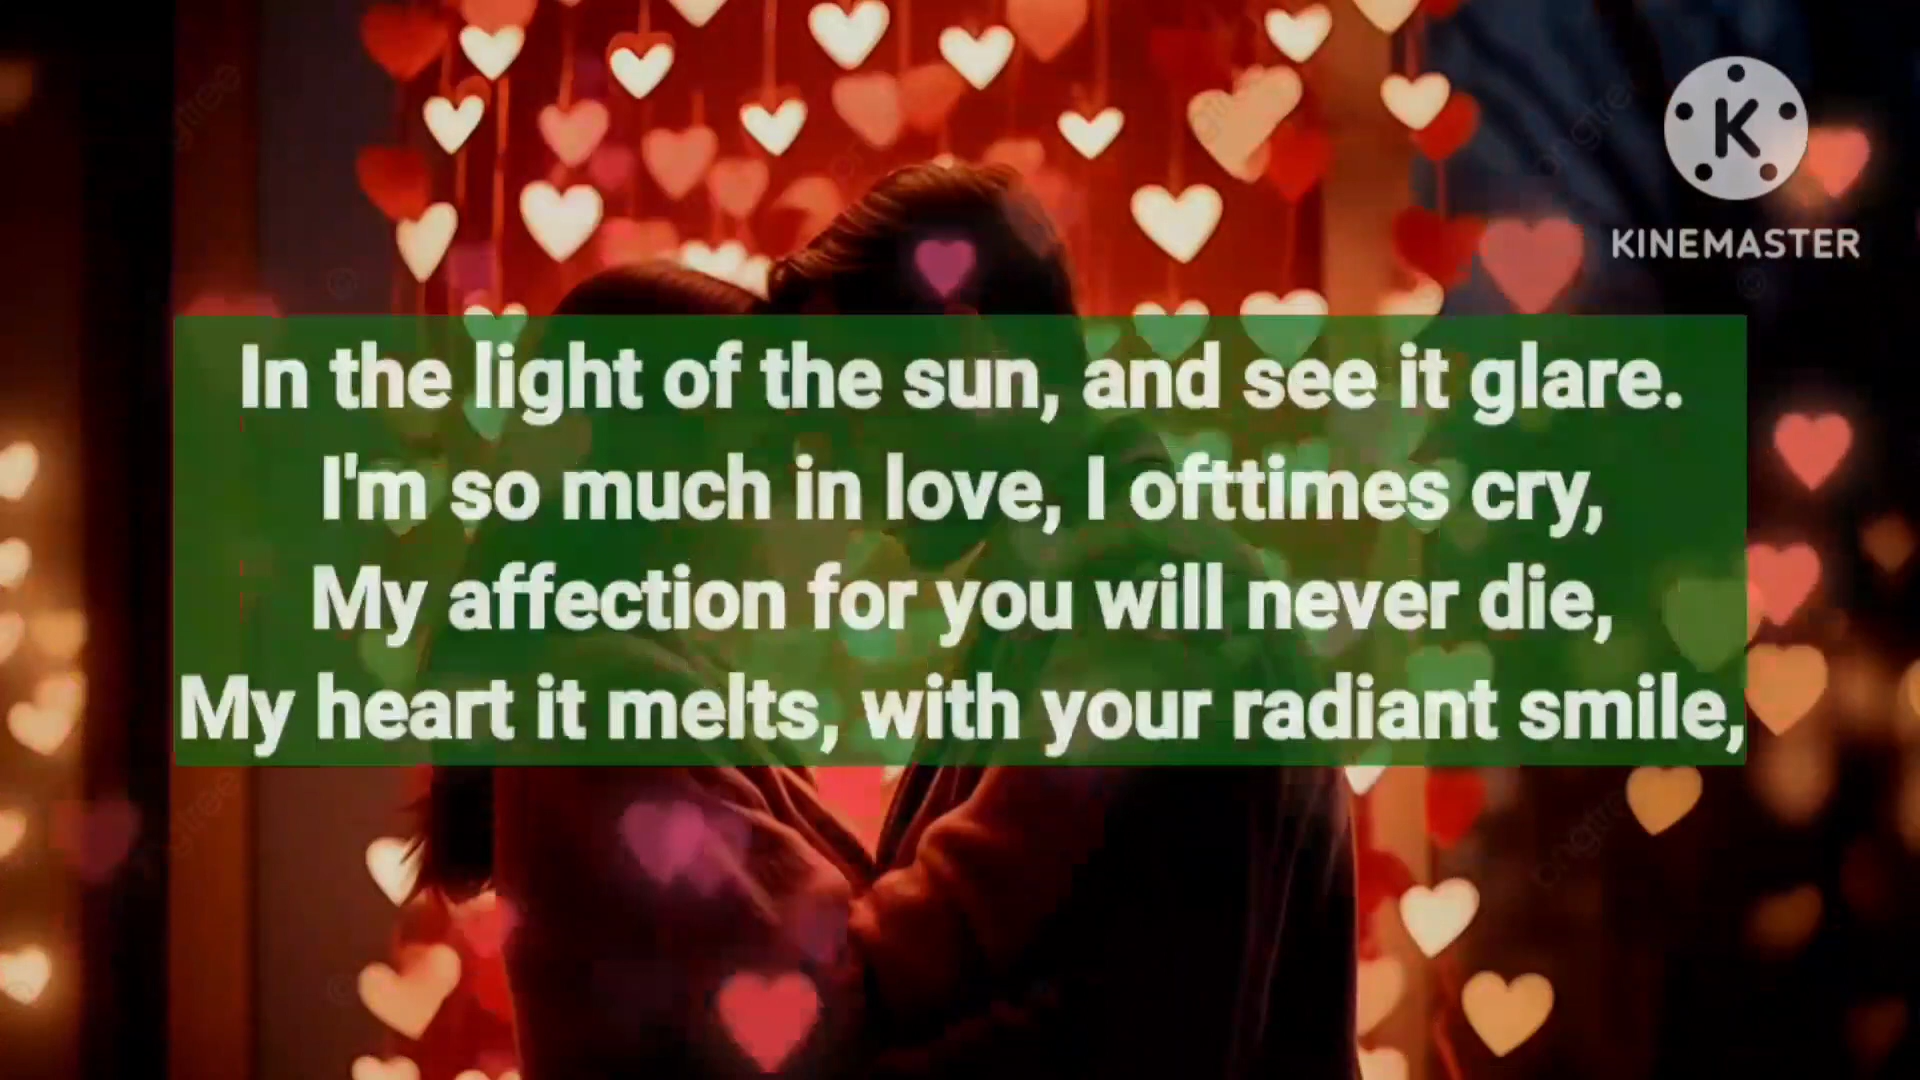 K
KINEMASTER
In the light of the sun, and see it glare.
I'm so much in love, I ofttimes cry,
My affection for you will never die,
My heart it melts, with your radiant smile,